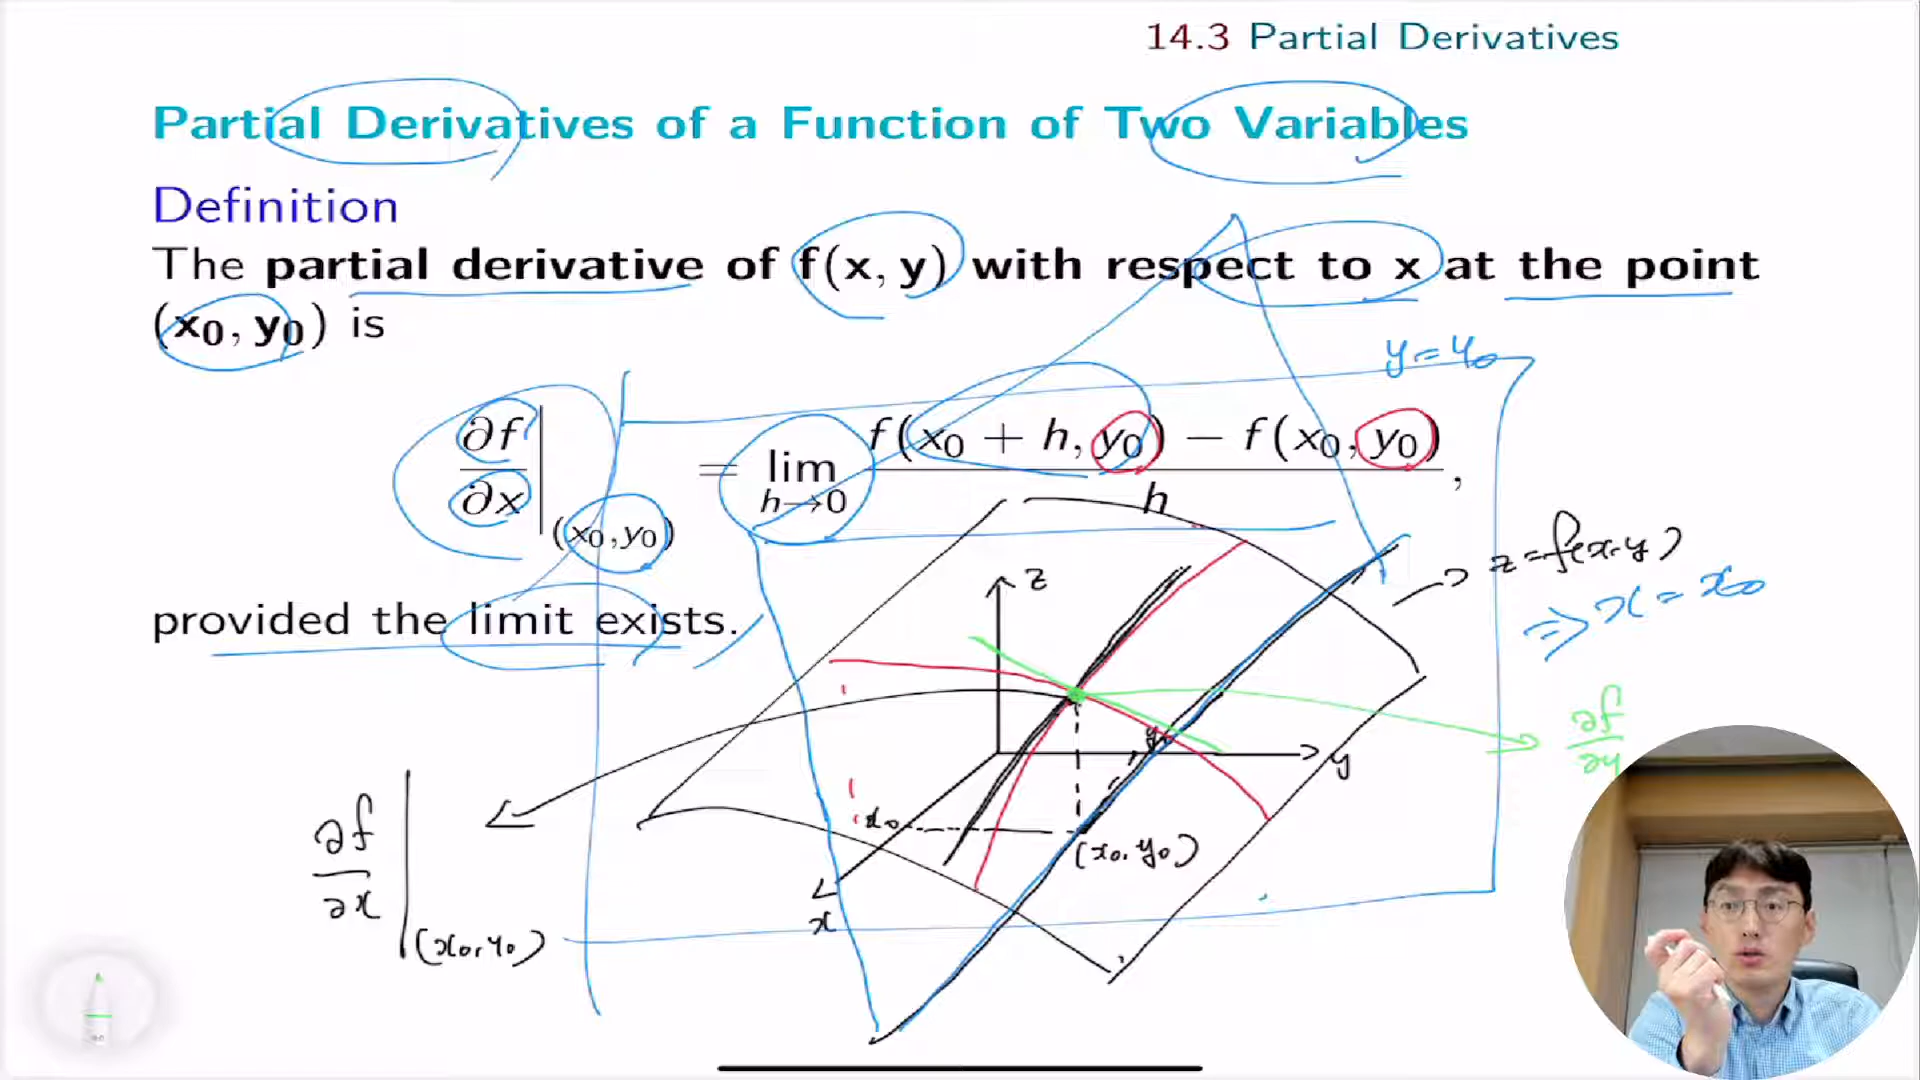 14.3 Partial Derivatives
Partial Derivatives of a Function of Two Variables
Definition
The partial derivative of f(x, y) with respect to x at the point
(x₀, y₀) is
y = y₀
∂f/∂x |(x₀,y₀) = lim h→0 f(x₀ + h, y₀) − f(x₀, y₀) / h ,
z = f(x, y)
⇒ x = x₀
provided the limit exists.
z
∂f/∂y
y₀
y
x₀
(x₀, y₀)
x
∂f/∂x |(x₀, y₀)